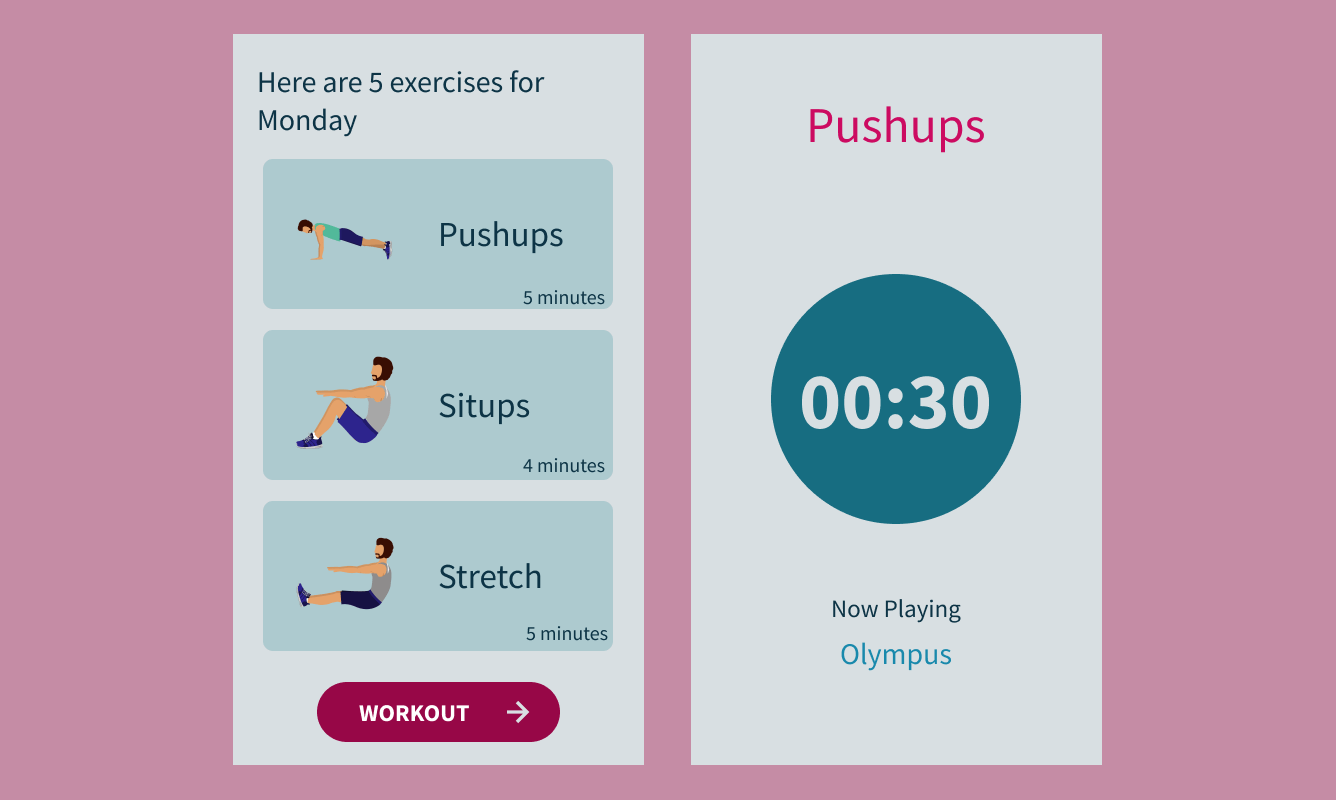 Here are 5 exercises for
Monday
Pushups
5 minutes
Situps
4 minutes
Stretch
5 minutes
WORKOUT
Pushups
00:30
Now Playing
Olympus